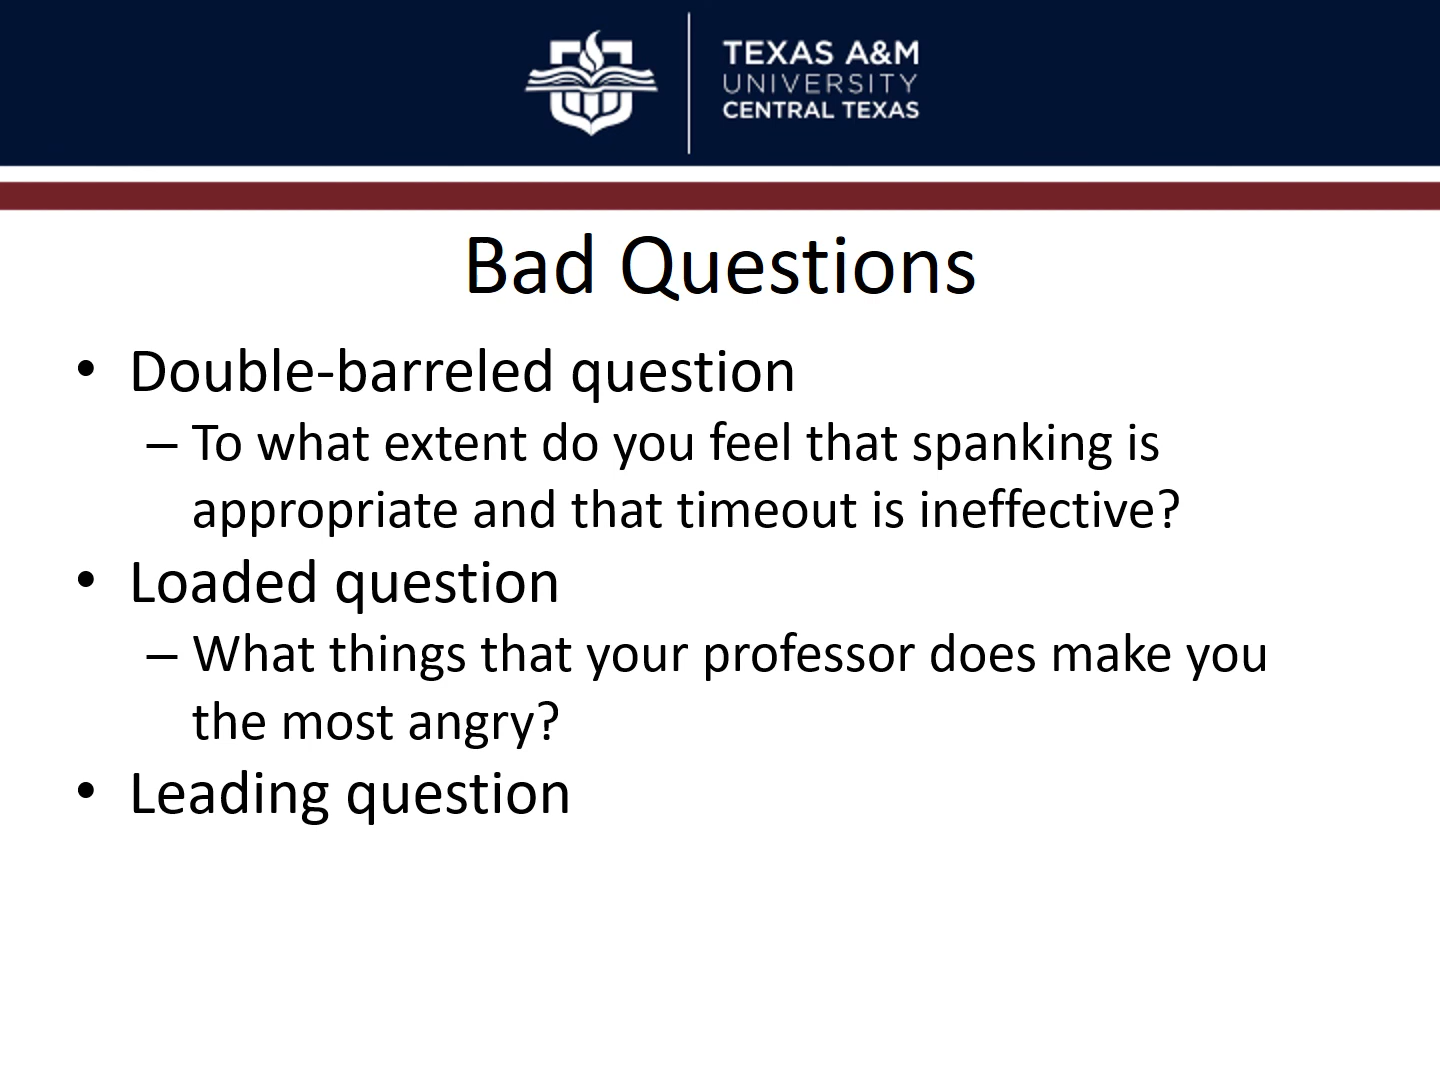 TEXAS A&M
UNIVERSITY
CENTRAL TEXAS
Bad Questions
• Double-barreled question
– To what extent do you feel that spanking is
appropriate and that timeout is ineffective?
• Loaded question
– What things that your professor does make you
the most angry?
• Leading question